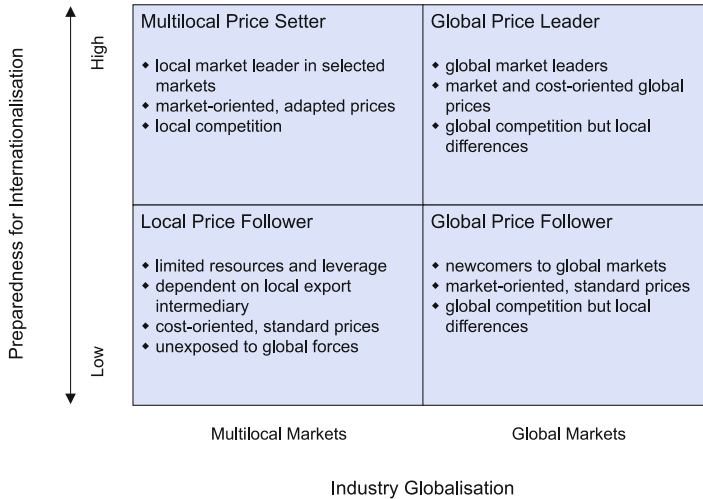 Preparedness for Internationalisation
High
Low
Multilocal Price Setter
◆ local market leader in selected
markets
◆ market-oriented, adapted prices
◆ local competition
Global Price Leader
◆ global market leaders
◆ market and cost-oriented global
prices
◆ global competition but local
differences
Local Price Follower
◆ limited resources and leverage
◆ dependent on local export
intermediary
◆ cost-oriented, standard prices
◆ unexposed to global forces
Global Price Follower
◆ newcomers to global markets
◆ market-oriented, standard prices
◆ global competition but local
differences
Multilocal Markets
Global Markets
Industry Globalisation